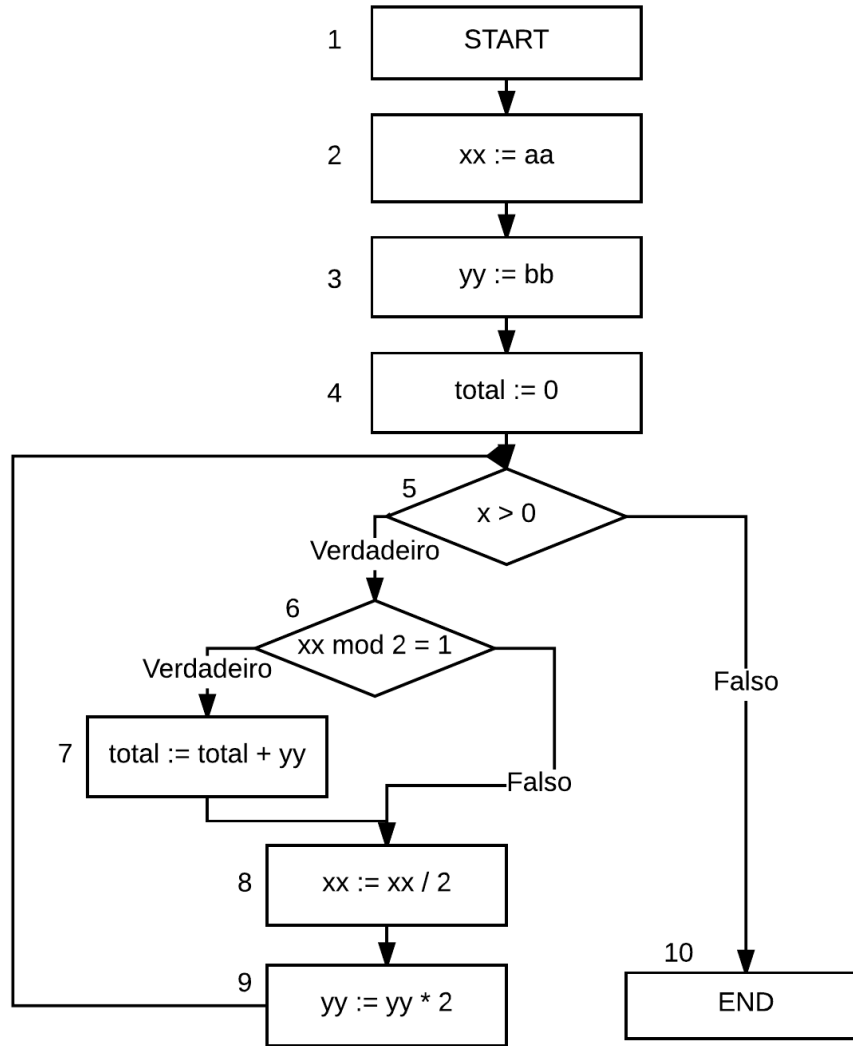 1
START
2
xx := aa
3
yy := bb
4
total := 0
5
x > 0
Verdadeiro
6
xx mod 2 = 1
Verdadeiro
Falso
7
total := total + yy
Falso
8
xx := xx / 2
9
yy := yy * 2
10
END